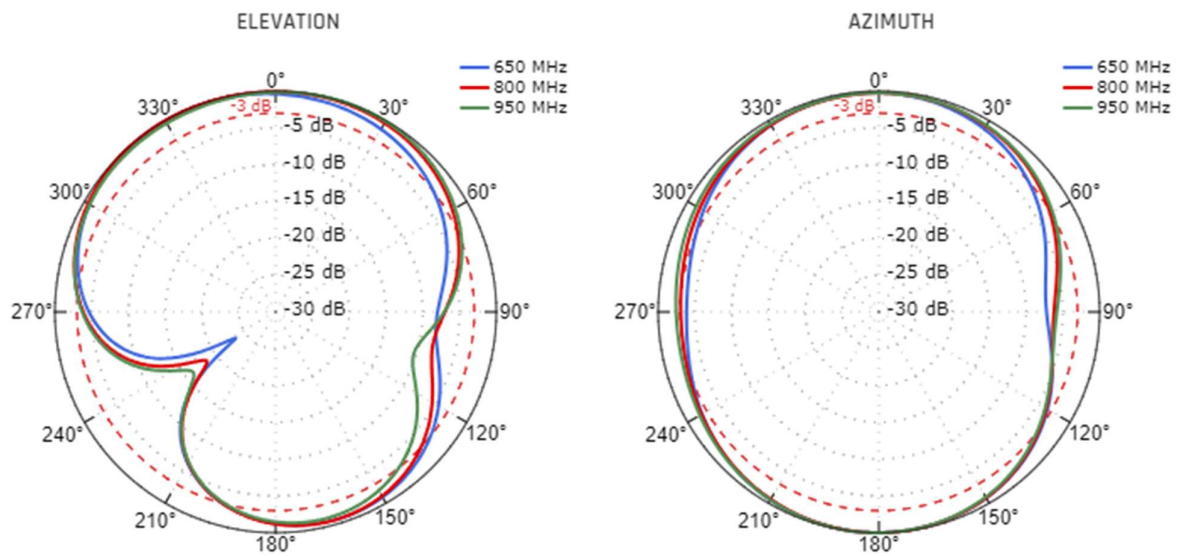 ELEVATION
650 MHz
800 MHz
950 MHz
0°
30°
60°
90°
120°
150°
180°
210°
240°
270°
300°
330°
-3 dB
-5 dB
-10 dB
-15 dB
-20 dB
-25 dB
-30 dB
AZIMUTH
650 MHz
800 MHz
950 MHz
0°
30°
60°
90°
120°
150°
180°
210°
240°
270°
300°
330°
-3 dB
-5 dB
-10 dB
-15 dB
-20 dB
-25 dB
-30 dB